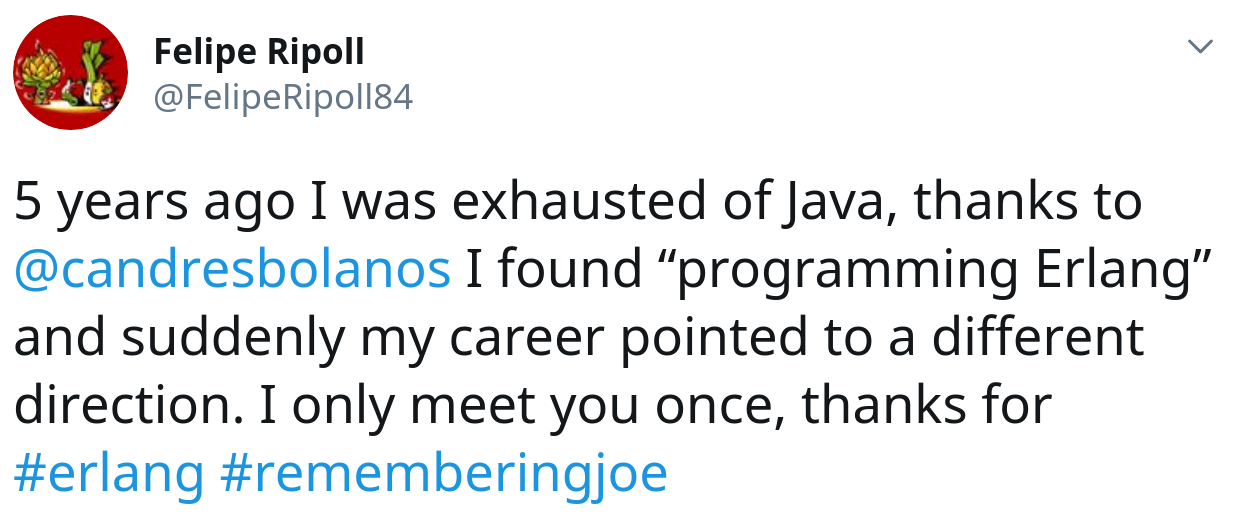 Felipe Ripoll
@FelipeRipoll84
5 years ago I was exhausted of Java, thanks to
@candresbolanos I found “programming Erlang”
and suddenly my career pointed to a different
direction. I only meet you once, thanks for
#erlang #rememberingjoe